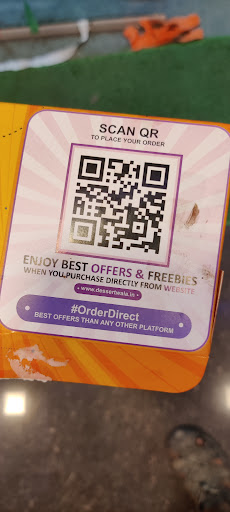 SCAN QR
TO PLACE YOUR ORDER
ENJOY BEST OFFERS & FREEBIES
WHEN YOU PURCHASE DIRECTLY FROM WEBSITE
• www.dessertwala.in •
#OrderDirect
BEST OFFERS THAN ANY OTHER PLATFORM